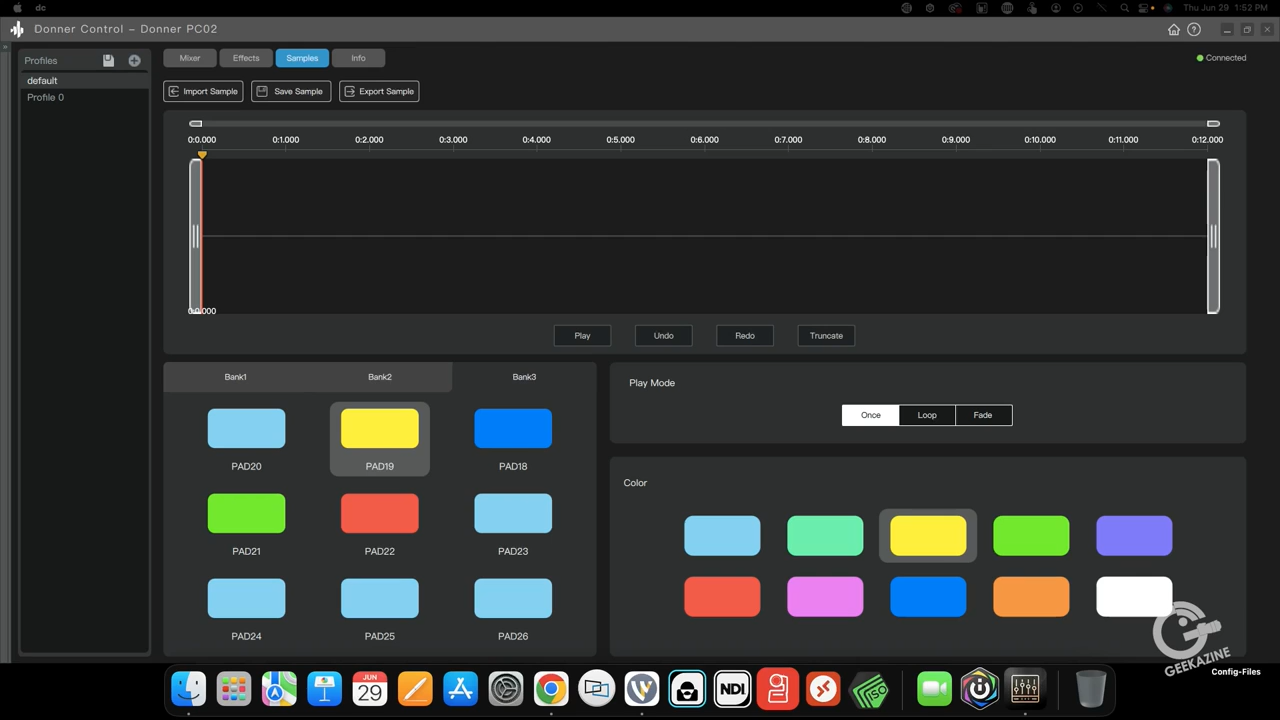 dc
Thu Jun 29 1:52 PM
Donner Control – Donner PC02
Profiles
default
Profile 0
Mixer
Effects
Samples
Info
Connected
Import Sample
Save Sample
Export Sample
0:0.000
0:1.000
0:2.000
0:3.000
0:4.000
0:5.000
0:6.000
0:7.000
0:8.000
0:9.000
0:10.000
0:11.000
0:12.000
0:0.000
Play
Undo
Redo
Truncate
Bank1
Bank2
Bank3
PAD20
PAD19
PAD18
PAD21
PAD22
PAD23
PAD24
PAD25
PAD26
Play Mode
Once
Loop
Fade
Color
GEEKAZINE
Config-Files
JUN
29
NDI
ISO